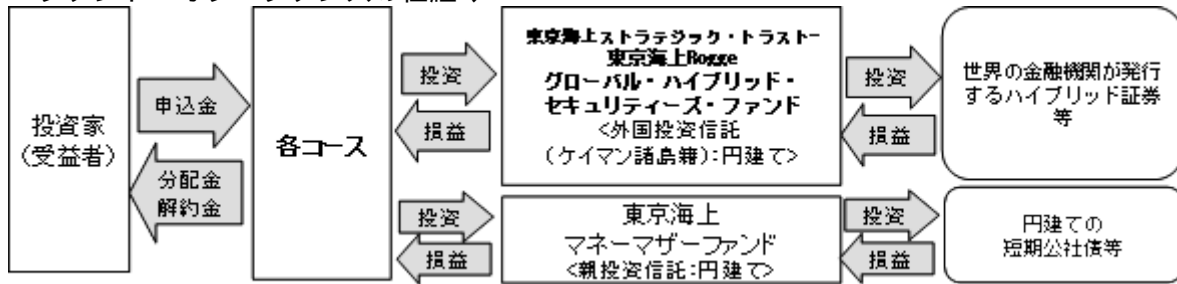 投資家
(受益者)
申込金
分配金
解約金
各コース
投資
損益
東京海上ストラテジック・トラスト－
東京海上Rogge
グローバル・ハイブリッド・
セキュリティーズ・ファンド
<外国投資信託
(ケイマン諸島籍):円建て>
投資
損益
世界の金融機関が発行
するハイブリッド証券
等
投資
損益
東京海上
マネーマザーファンド
<親投資信託:円建て>
投資
損益
円建ての
短期公社債等